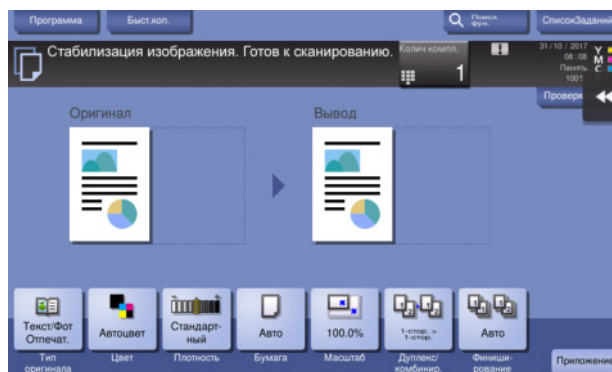 Программа
Быст.коп.
Поиск
фун.
СписокЗаданий
Стабилизация изображения. Готов к сканированию.
Колич компл.
1
31/10/2017
08:08
Память
100%
Y
M
C
Проверк
Оригинал
Вывод
Текст/Фот
Отпечат.
Автоцвет
Стандарт-
ный
Авто
100.0%
1-стор. >
1-стор.
Авто
Тип
оригинала
Цвет
Плотность
Бумага
Масштаб
Дуплекс/
комбинир.
Финиши-
рование
Приложение